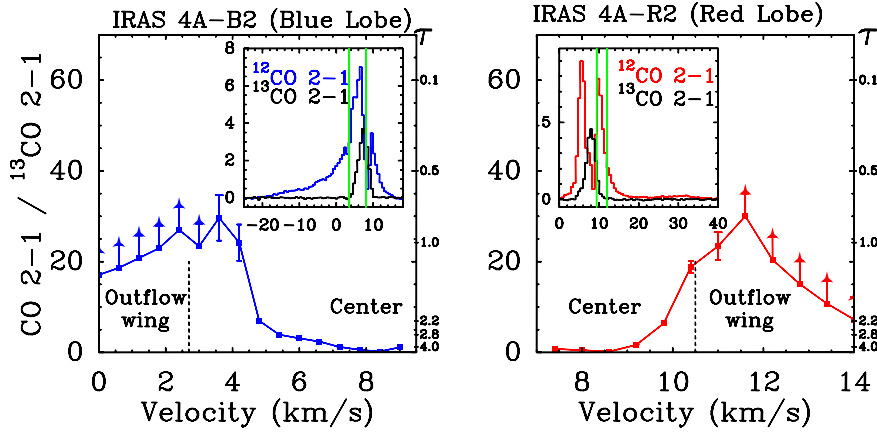 IRAS 4A-B2 (Blue Lobe)
IRAS 4A-R2 (Red Lobe)
CO 2-1 / ¹³CO 2-1
60
40
20
0
0
2
4
6
8
Velocity (km/s)
Outflow
wing
Center
τ
0.1
0.5
1.0
2.2
2.8
4.0
¹²CO 2-1
¹³CO 2-1
8
6
4
2
0
-20
-10
0
10
60
40
20
0
8
10
12
14
Velocity (km/s)
Center
Outflow
wing
τ
0.1
0.5
1.0
2.2
2.8
4.0
¹²CO 2-1
¹³CO 2-1
5
0
0
10
20
30
40